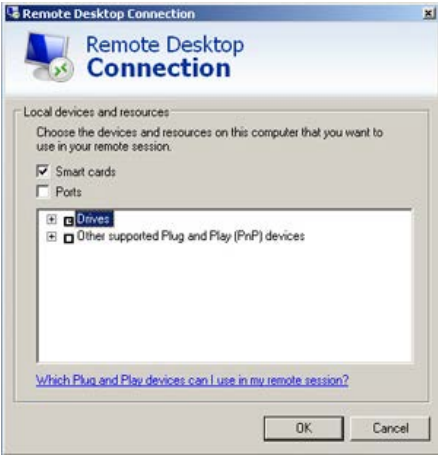 Remote Desktop Connection
Remote Desktop
Connection
Local devices and resources
Choose the devices and resources on this computer that you want to
use in your remote session.
Smart cards
Ports
Drives
Other supported Plug and Play (PnP) devices
Which Plug and Play devices can I use in my remote session?
OK Cancel